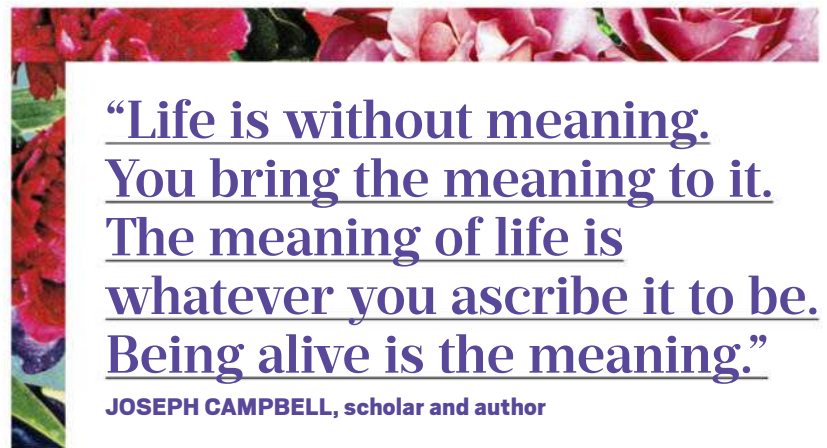 “Life is without meaning.
You bring the meaning to it.
The meaning of life is
whatever you ascribe it to be.
Being alive is the meaning.”
JOSEPH CAMPBELL, scholar and author